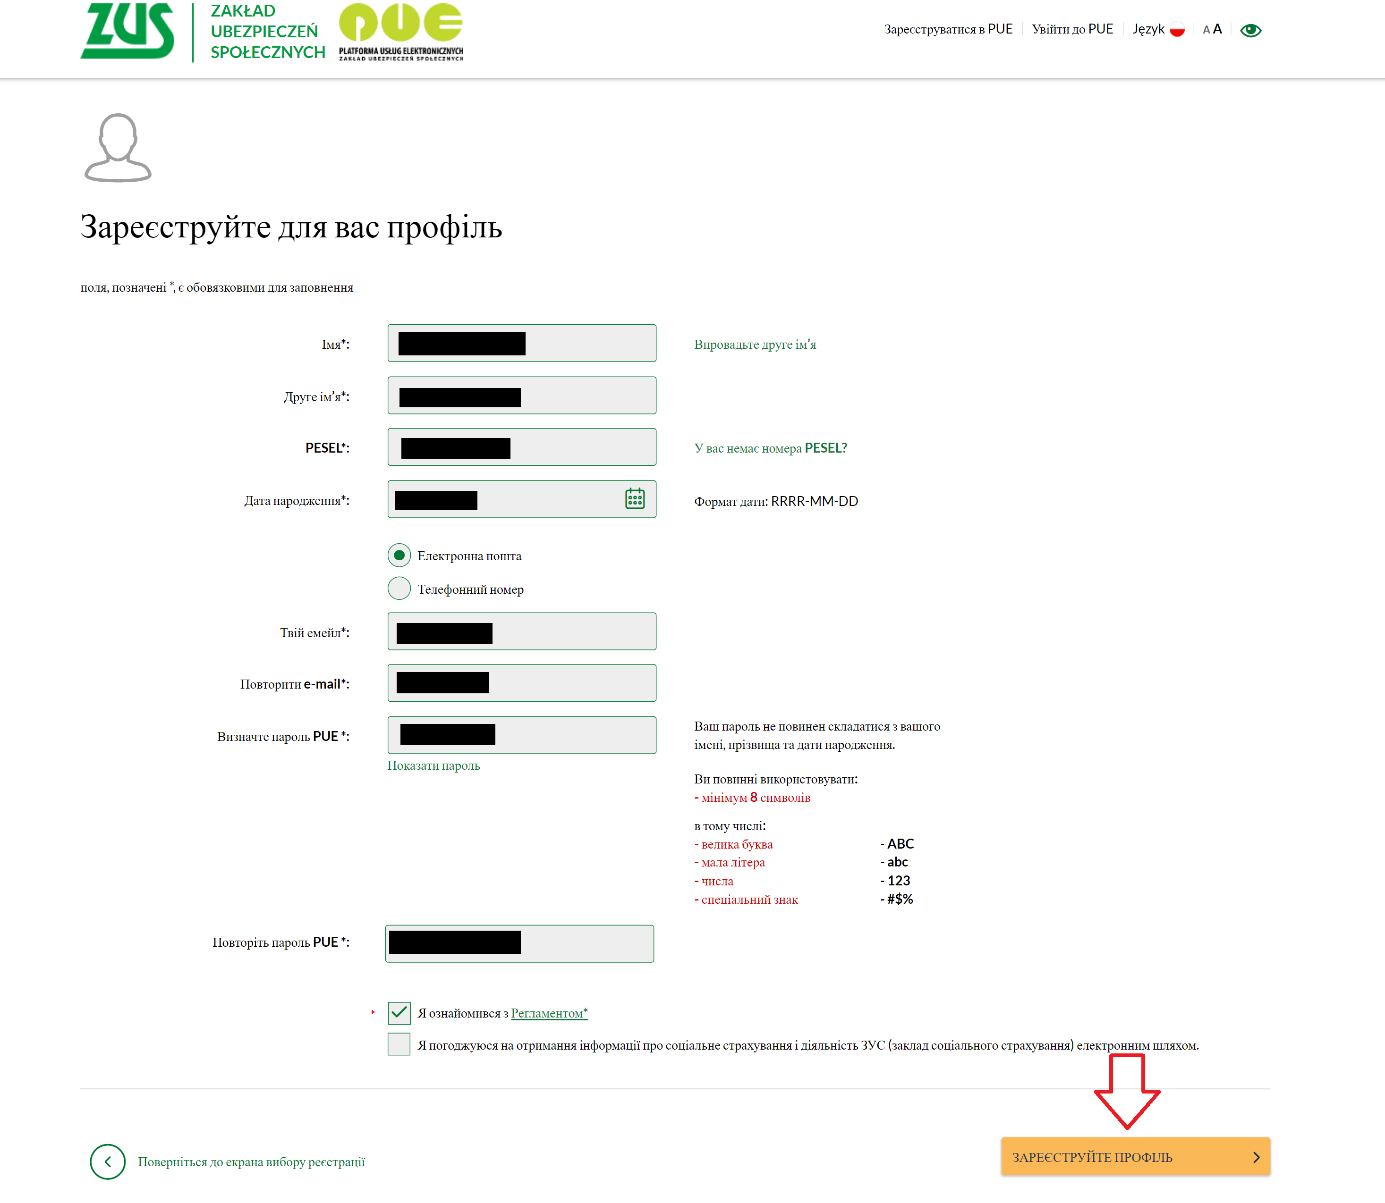 ZUS
ZAKŁAD
UBEZPIECZEŃ
SPOŁECZNYCH
PUE
PLATFORMA USŁUG ELEKTRONICZNYCH
ZAKŁAD UBEZPIECZEŃ SPOŁECZNYCH
Зареєструватися в PUE Увійти до PUE Język A A
Зареєструйте для вас профіль
поля, позначені *, є обовязковими для заповнення
Імя*: Впровадьте друге ім'я
Друге ім'я*:
PESEL*: У вас немає номера PESEL?
Дата народження*: Формат дати: RRRR-MM-DD
Електронна пошта
Телефонний номер
Твій емейл*:
Повторити e-mail*:
Визначте пароль PUE *:
Показати пароль
Ваш пароль не повинен складатися з вашого
імені, прізвища та дати народження.
Ви повинні використовувати:
- мінімум 8 символів
в тому числі:
- велика буква - ABC
- мала літера - abc
- числа - 123
- спеціальний знак - #$%
Повторіть пароль PUE *:
Я ознайомився з Регламентом*
Я погоджуюся на отримання інформації про соціальне страхування і діяльність ЗУС (заклад соціального страхування) електронним шляхом.
Поверніться до екрана вибору реєстрації
ЗАРЕЄСТРУЙТЕ ПРОФІЛЬ